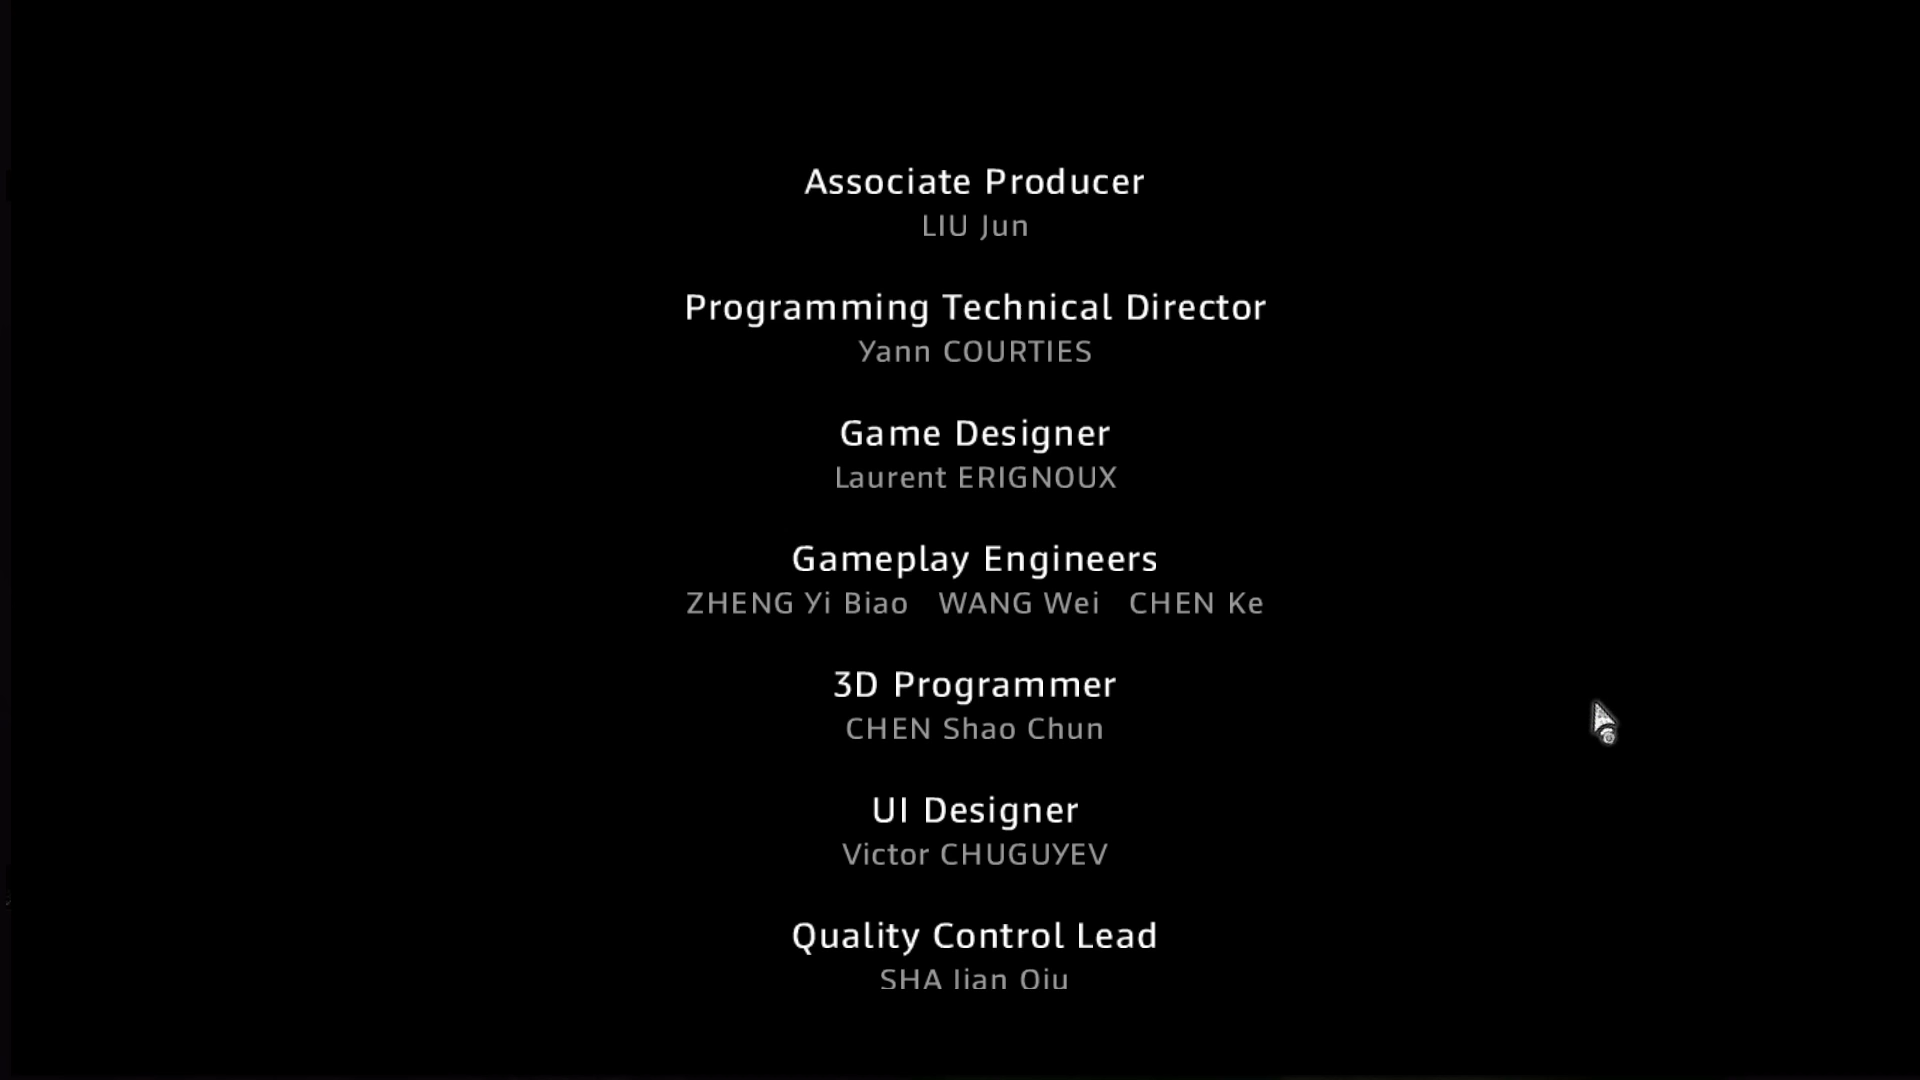 Associate Producer
LIU Jun
Programming Technical Director
Yann COURTIES
Game Designer
Laurent ERIGNOUX
Gameplay Engineers
ZHENG Yi Biao WANG Wei CHEN Ke
3D Programmer
CHEN Shao Chun
UI Designer
Victor CHUGUYEV
Quality Control Lead
SHA Jian Qiu